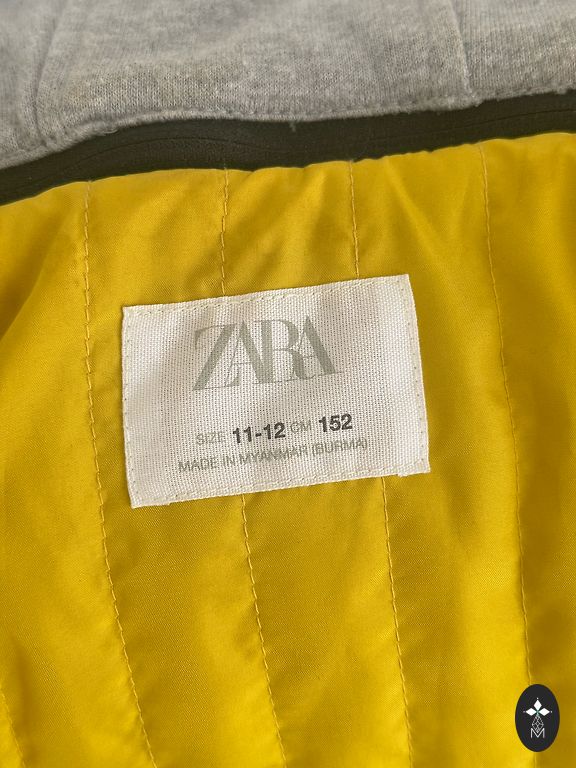 ZARA
SIZE 11-12 CM 152
MADE IN MYANMAR (BURMA)